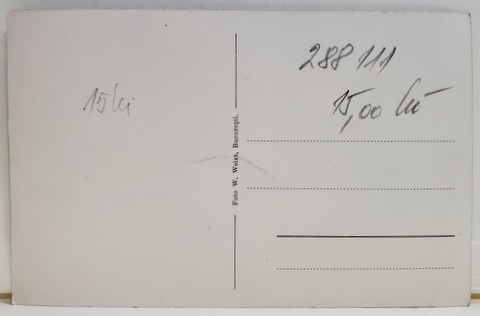 15 lei
Foto W. Weiss, Bucureşti.
288 111
15,00 lei